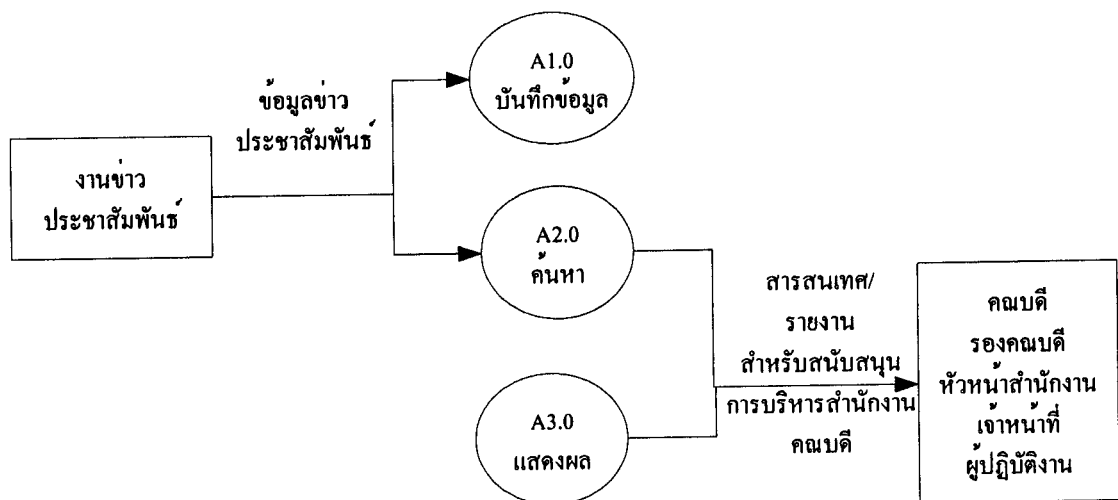 งานข่าว
ประชาสัมพันธ์
ข้อมูลข่าว
ประชาสัมพันธ์
A1.0
บันทึกข้อมูล
A2.0
ค้นหา
A3.0
แสดงผล
สารสนเทศ/
รายงาน
สำหรับสนับสนุน
การบริหารสำนักงาน
คณบดี
คณบดี
รองคณบดี
หัวหน้าสำนักงาน
เจ้าหน้าที่
ผู้ปฏิบัติงาน